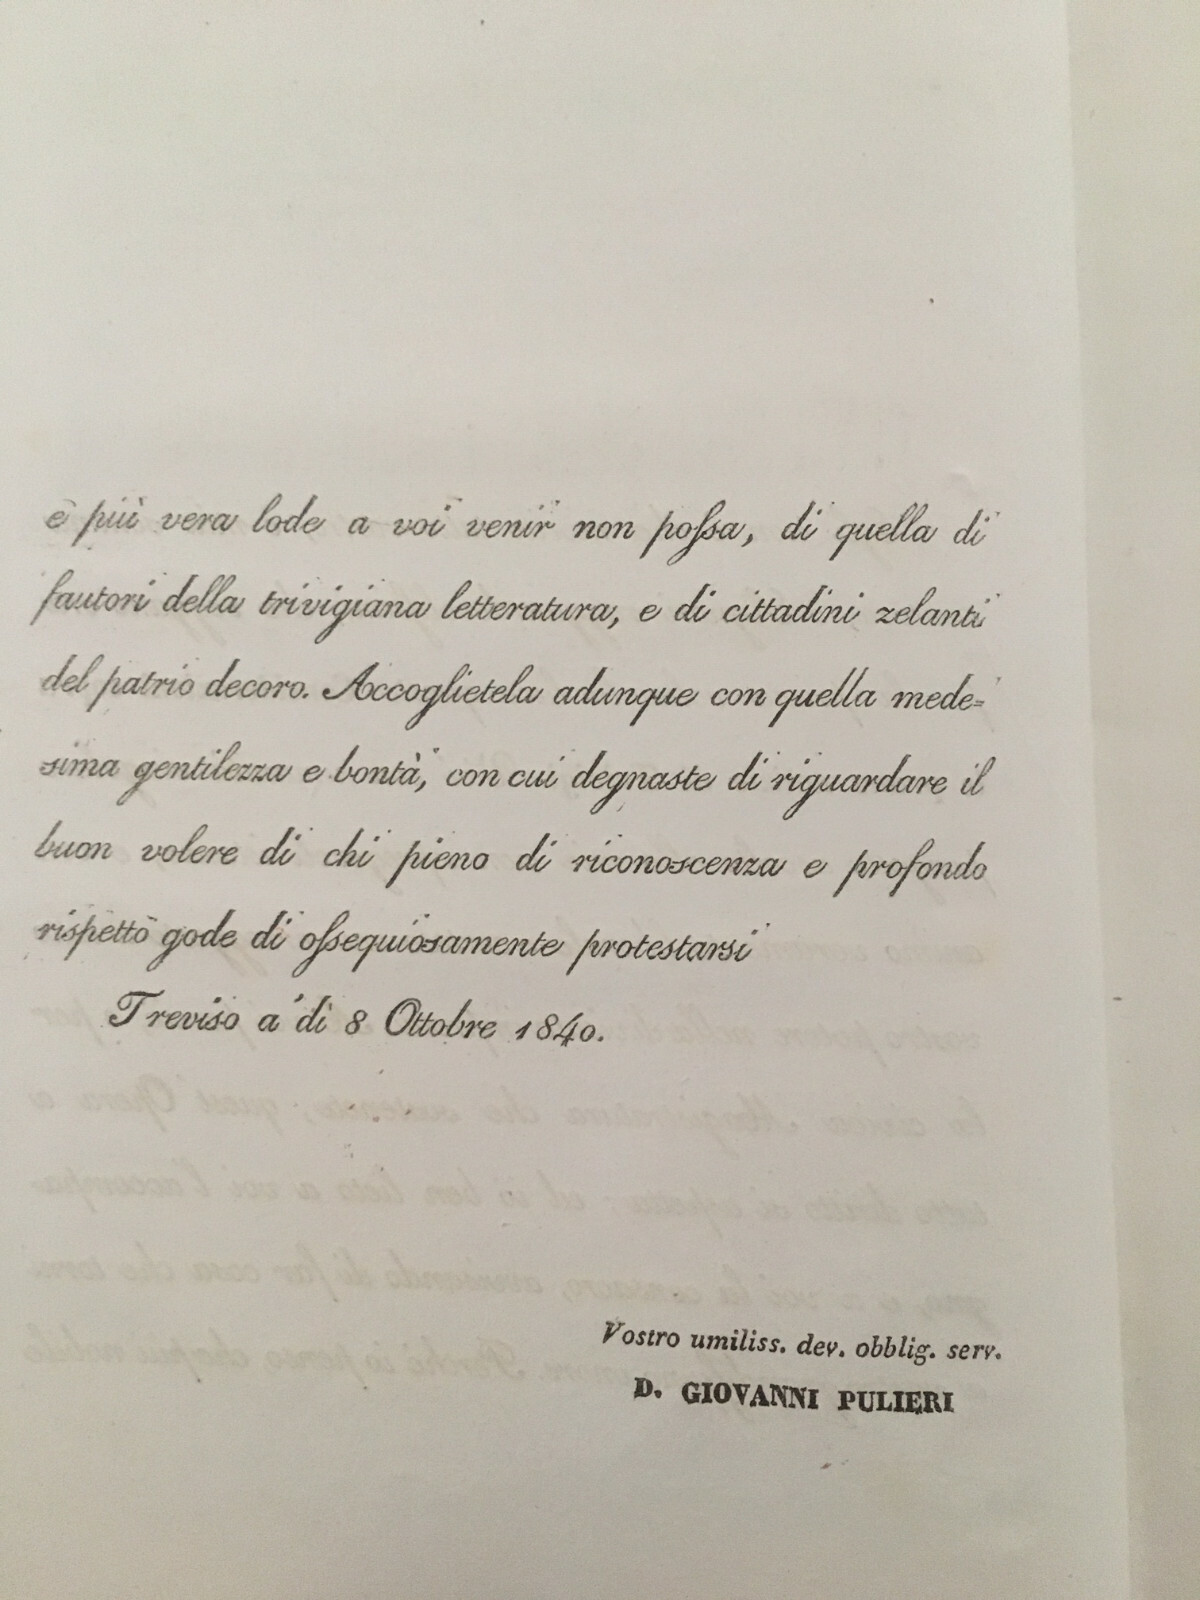 e più vera lode a voi venir non possa, di quella di
fautori della trivigiana letteratura, e di cittadini zelanti
del patrio decoro. Accoglietela adunque con quella mede=
sima gentilezza e bontà, con cui degnaste di riguardare il
buon volere di chi pieno di riconoscenza e profondo
rispetto gode di ossequiosamente protestarsi
Treviso a' dì 8 Ottobre 1840.
Vostro umiliss. dev. obblig. serv.
D. GIOVANNI PULIERI